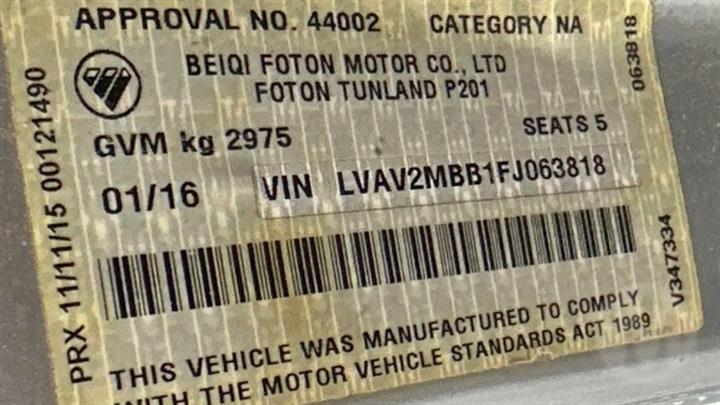 APPROVAL NO. 44002 CATEGORY NA
BEIQI FOTON MOTOR CO., LTD
FOTON TUNLAND P201
GVM kg 2975 SEATS 5
01/16 VIN LVAV2MBB1FJ063818
THIS VEHICLE WAS MANUFACTURED TO COMPLY
WITH THE MOTOR VEHICLE STANDARDS ACT 1989
PRX 11/11/15 00121490
063818
V347334